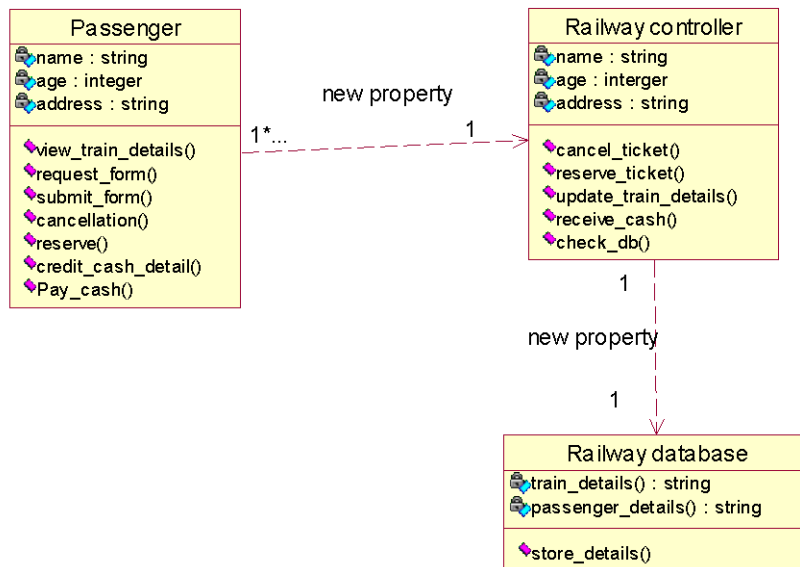 Passenger
name : string
age : integer
address : string
view_train_details()
request_form()
submit_form()
cancellation()
reserve()
credit_cash_detail()
Pay_cash()
new property
1*...
1
Railway controller
name : string
age : interger
address : string
cancel_ticket()
reserve_ticket()
update_train_details()
receive_cash()
check_db()
1
new property
1
Railway database
train_details() : string
passenger_details() : string
store_details()